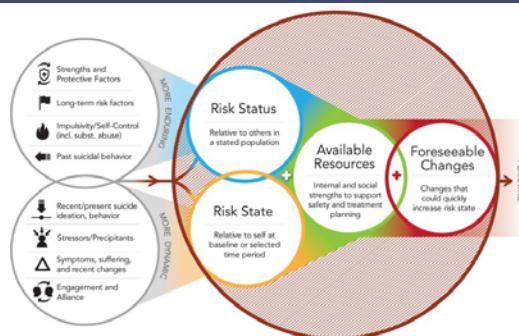 Strengths and
Protective Factors
Long-term risk factors
Impulsivity/Self-Control
(incl. subst. abuse)
Past suicidal behavior
MORE ENDURING
Recent/present suicide
ideation, behavior
Stressors/Precipitants
Symptoms, suffering,
and recent changes
Engagement and
Alliance
MORE DYNAMIC
Risk Status
Relative to others in
a stated population
Risk State
Relative to self at
baseline or selected
time period
+
Available
Resources
Internal and social
strengths to support
safety and treatment
planning
+
Foreseeable
Changes
Changes that
could quickly
increase risk state